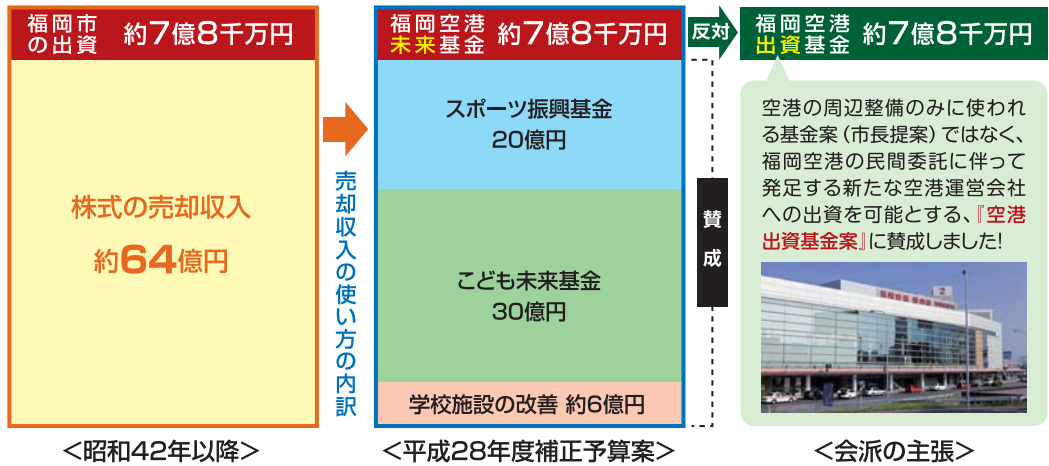 福岡市
の出資
約7億8千万円
株式の売却収入
約64億円
<昭和42年以降>
売却収入の使い方の内訳
福岡空港
未来基金
約7億8千万円
スポーツ振興基金
20億円
こども未来基金
30億円
学校施設の改善 約6億円
<平成28年度補正予算案>
反対
賛成
福岡空港
出資基金
約7億8千万円
空港の周辺整備のみに使われ
る基金案(市長提案)ではなく、
福岡空港の民間委託に伴って
発足する新たな空港運営会社
への出資を可能とする、『空港
出資基金案』に賛成しました!
<会派の主張>